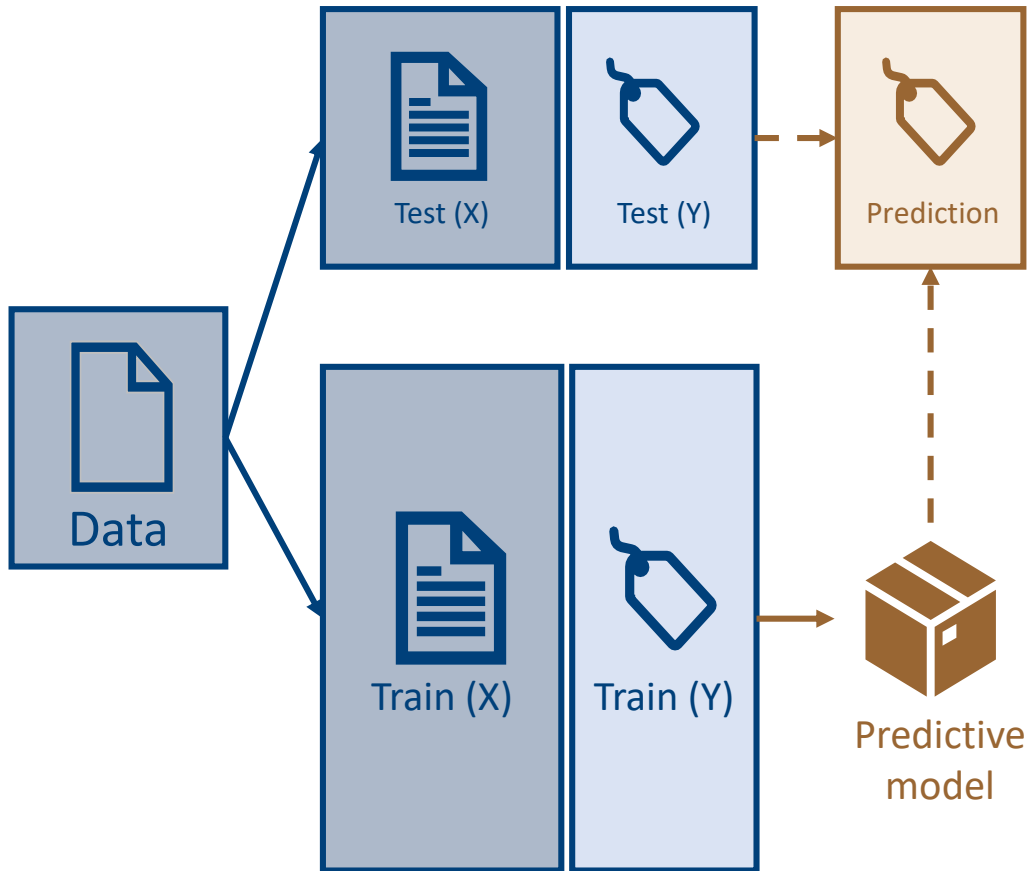 Test (X)
Test (Y)
Prediction
Data
Train (X)
Train (Y)
Predictive
model